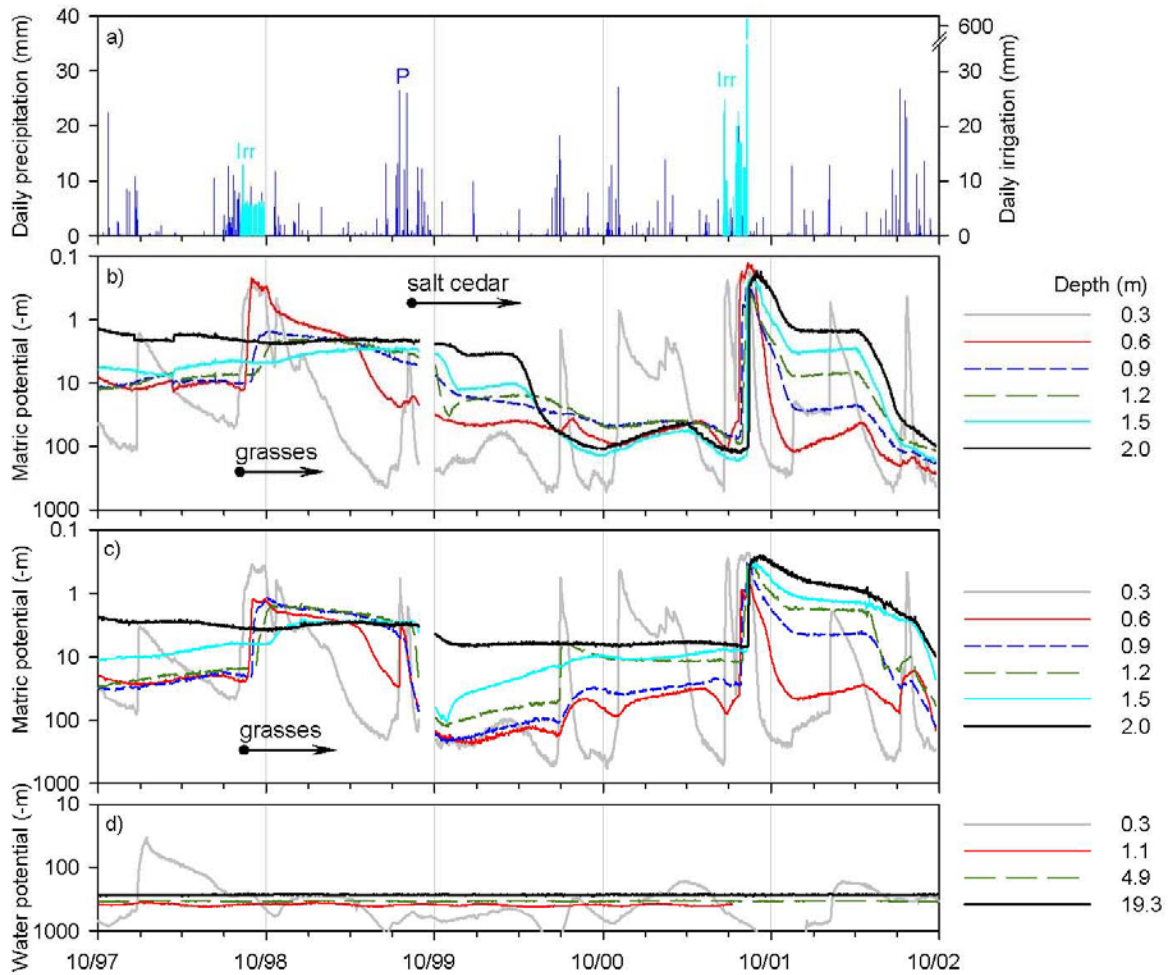 a)
Daily precipitation (mm)
40
30
20
10
0
Irr
P
Irr
600
30
20
10
0
Daily irrigation (mm)
b)
Matric potential (-m)
0.1
1
10
100
1000
salt cedar
grasses
Depth (m)
0.3
0.6
0.9
1.2
1.5
2.0
c)
Matric potential (-m)
0.1
1
10
100
1000
grasses
0.3
0.6
0.9
1.2
1.5
2.0
d)
Water potential (-m)
10
100
1000
0.3
1.1
4.9
19.3
10/97 10/98 10/99 10/00 10/01 10/02